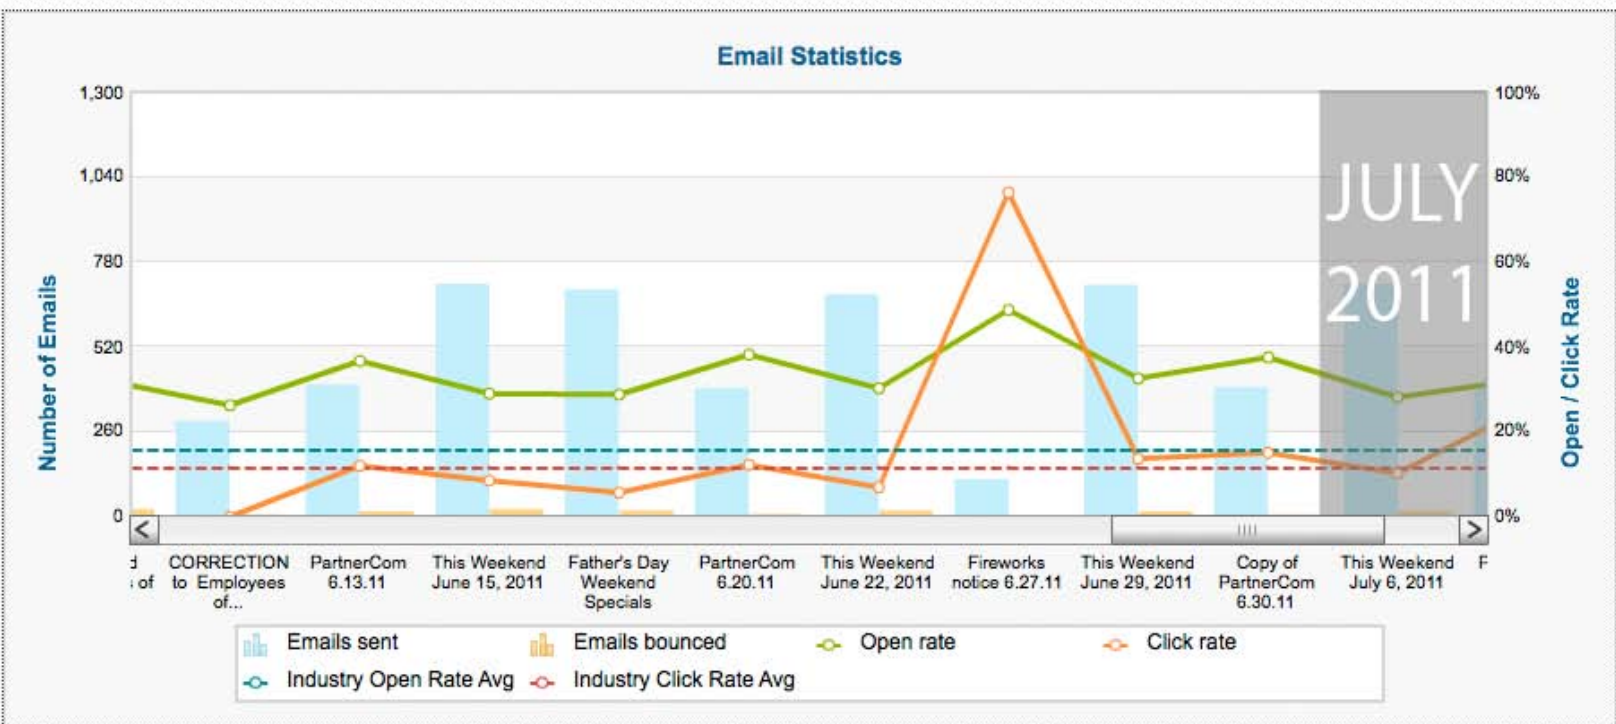 Email Statistics
1,300
1,040
780
520
260
0
100%
80%
60%
40%
20%
0%
Number of Emails
Open / Click Rate
JULY
2011
of
CORRECTION
to Employees
of...
PartnerCom
6.13.11
This Weekend
June 15, 2011
Father's Day
Weekend
Specials
PartnerCom
6.20.11
This Weekend
June 22, 2011
Fireworks
notice 6.27.11
This Weekend
June 29, 2011
Copy of
PartnerCom
6.30.11
This Weekend
July 6, 2011
Emails sent
Emails bounced
Open rate
Click rate
Industry Open Rate Avg
Industry Click Rate Avg